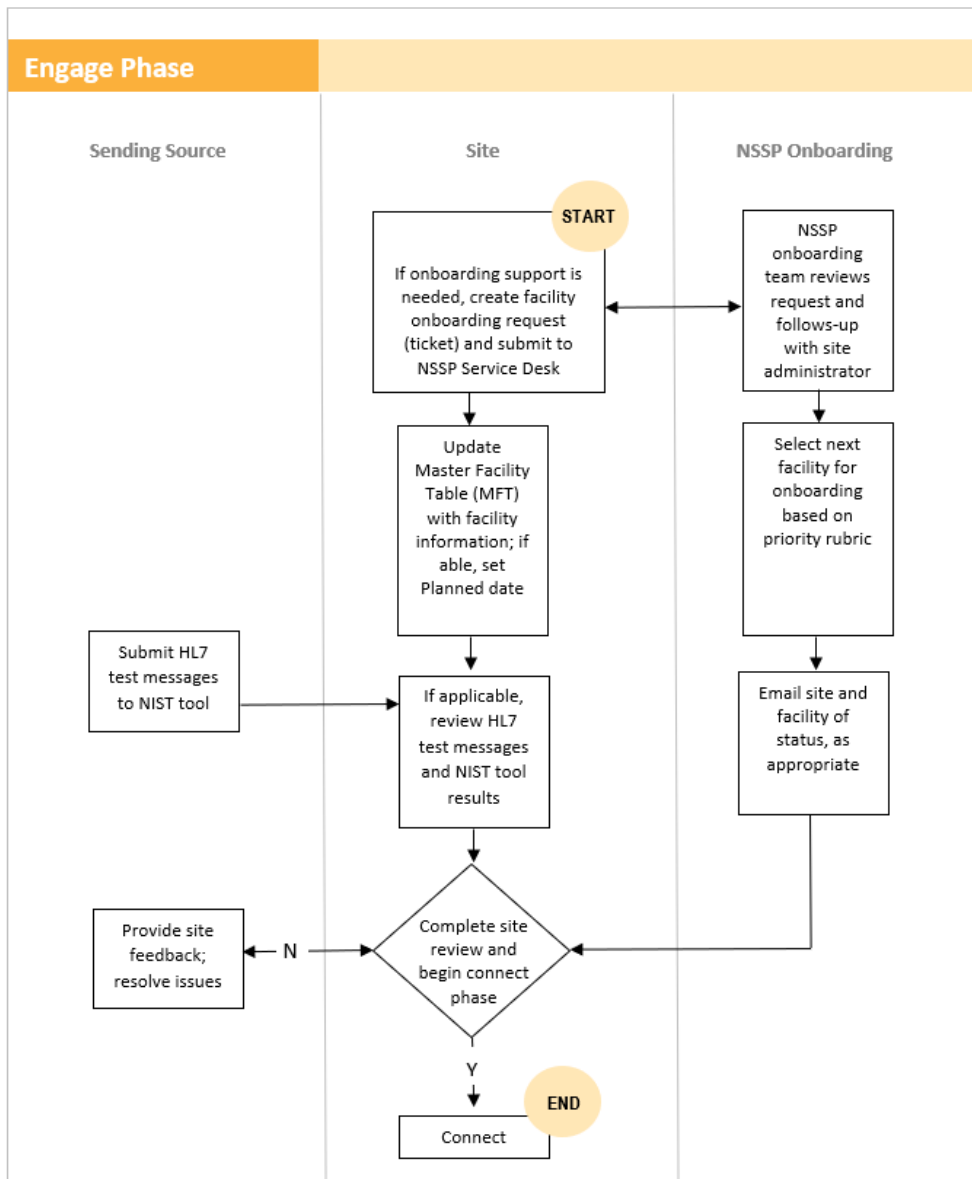 Engage Phase
Sending Source
Site
NSSP Onboarding
START
If onboarding support is
needed, create facility
onboarding request
(ticket) and submit to
NSSP Service Desk
NSSP
onboarding
team reviews
request and
follows-up
with site
administrator
Update
Master Facility
Table (MFT)
with facility
information; if
able, set
Planned date
Select next
facility for
onboarding
based on
priority rubric
Submit HL7
test messages
to NIST tool
If applicable,
review HL7
test messages
and NIST tool
results
Email site and
facility of
status, as
appropriate
Provide site
feedback;
resolve issues
N
Complete site
review and
begin connect
phase
Y
END
Connect